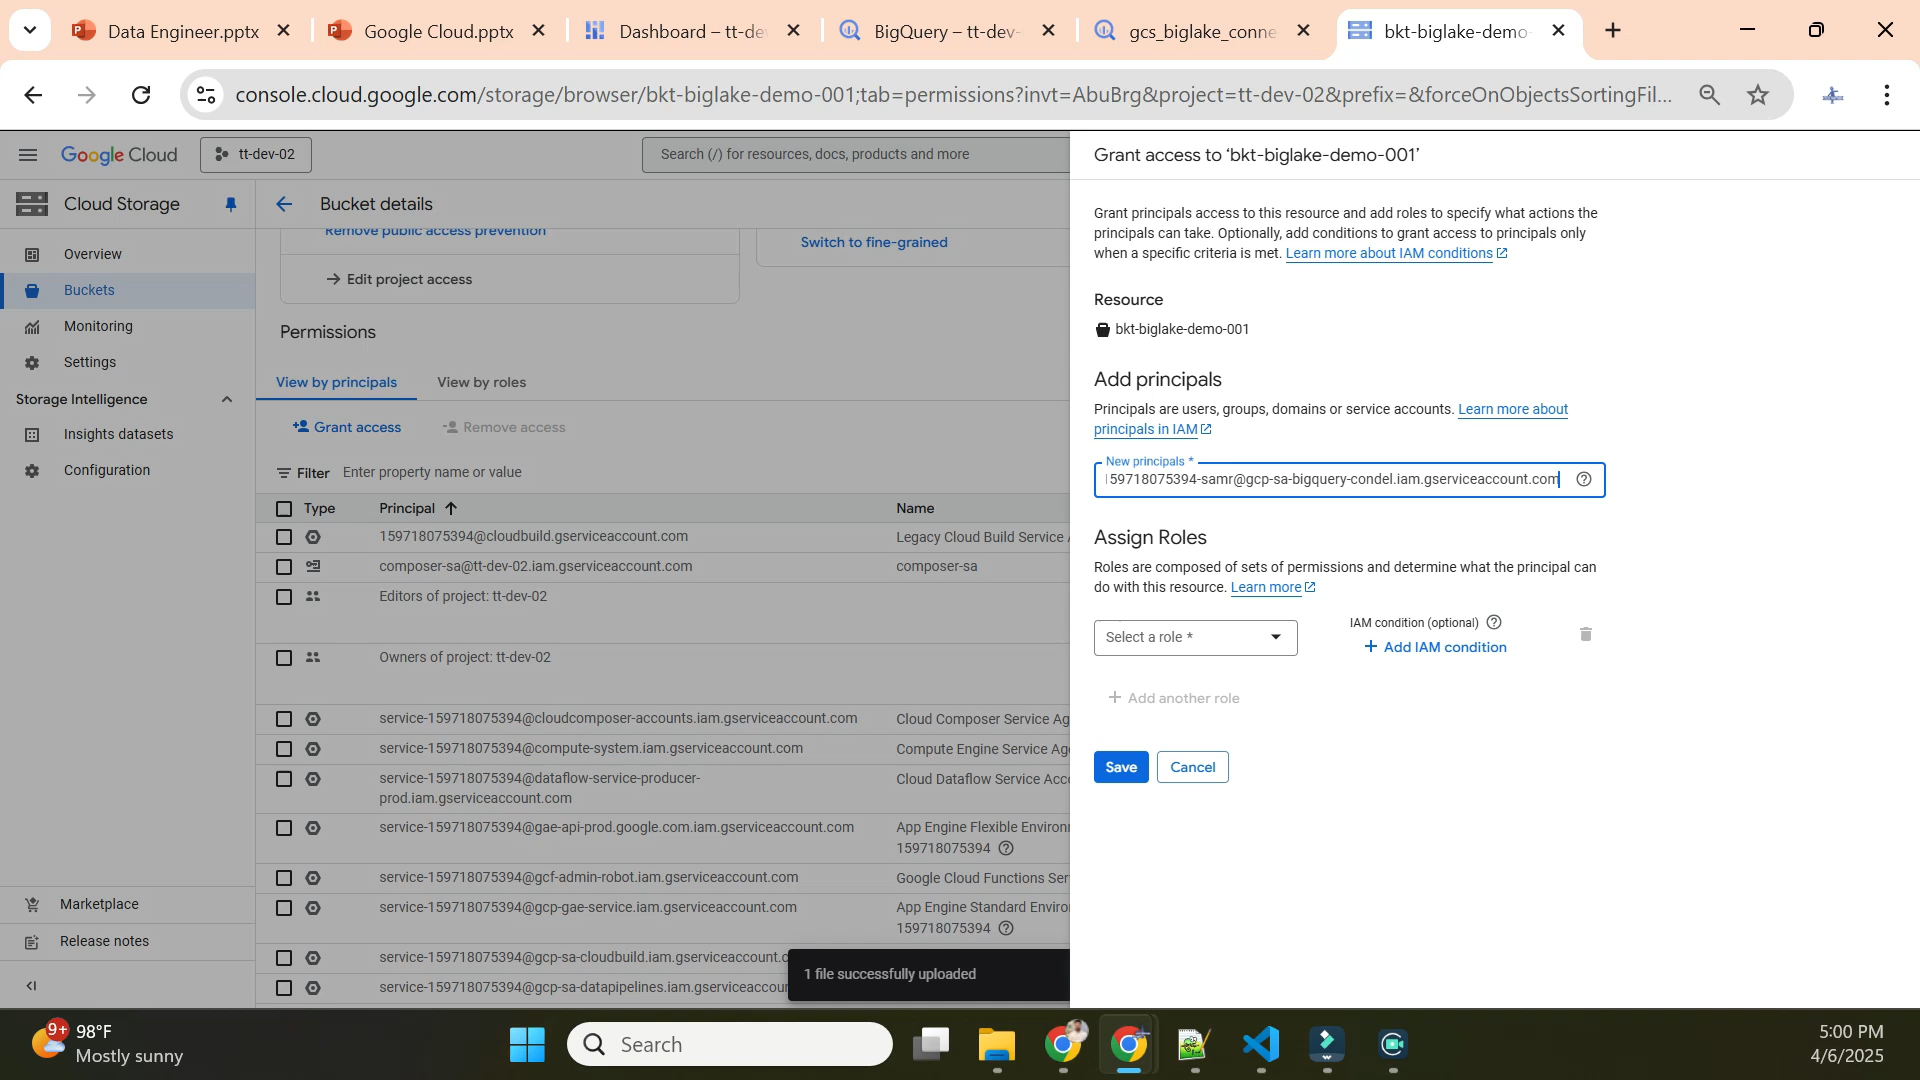 Data Engineer.pptx
Google Cloud.pptx
Dashboard – tt-de
BigQuery – tt-dev-
gcs_biglake_conne
bkt-biglake-demo-
console.cloud.google.com/storage/browser/bkt-biglake-demo-001;tab=permissions?invt=AbuBrg&project=tt-dev-02&prefix=&forceOnObjectsSortingFil...
Google Cloud
tt-dev-02
Search (/) for resources, docs, products and more
Cloud Storage
Overview
Buckets
Monitoring
Settings
Storage Intelligence
Insights datasets
Configuration
Marketplace
Release notes
Bucket details
Remove public access prevention
Switch to fine-grained
Edit project access
Permissions
View by principals
View by roles
Grant access
Remove access
Filter
Enter property name or value
Type
Principal
Name
159718075394@cloudbuild.gserviceaccount.com
Legacy Cloud Build Service
composer-sa@tt-dev-02.iam.gserviceaccount.com
composer-sa
Editors of project: tt-dev-02
Owners of project: tt-dev-02
service-159718075394@cloudcomposer-accounts.iam.gserviceaccount.com
Cloud Composer Service Ag
service-159718075394@compute-system.iam.gserviceaccount.com
Compute Engine Service Age
service-159718075394@dataflow-service-producer-
prod.iam.gserviceaccount.com
Cloud Dataflow Service Acco
service-159718075394@gae-api-prod.google.com.iam.gserviceaccount.com
App Engine Flexible Environ
159718075394
service-159718075394@gcf-admin-robot.iam.gserviceaccount.com
Google Cloud Functions Ser
service-159718075394@gcp-gae-service.iam.gserviceaccount.com
App Engine Standard Enviro
159718075394
service-159718075394@gcp-sa-cloudbuild.iam.gserviceaccount.c
service-159718075394@gcp-sa-datapipelines.iam.gserviceaccoun
1 file successfully uploaded
Grant access to ‘bkt-biglake-demo-001’
Grant principals access to this resource and add roles to specify what actions the
principals can take. Optionally, add conditions to grant access to principals only
when a specific criteria is met. Learn more about IAM conditions
Resource
bkt-biglake-demo-001
Add principals
Principals are users, groups, domains or service accounts. Learn more about
principals in IAM
New principals *
159718075394-samr@gcp-sa-bigquery-condel.iam.gserviceaccount.com
Assign Roles
Roles are composed of sets of permissions and determine what the principal can
do with this resource. Learn more
Select a role *
IAM condition (optional)
Add IAM condition
Add another role
Save
Cancel
9+
98°F
Mostly sunny
Search
5:00 PM
4/6/2025